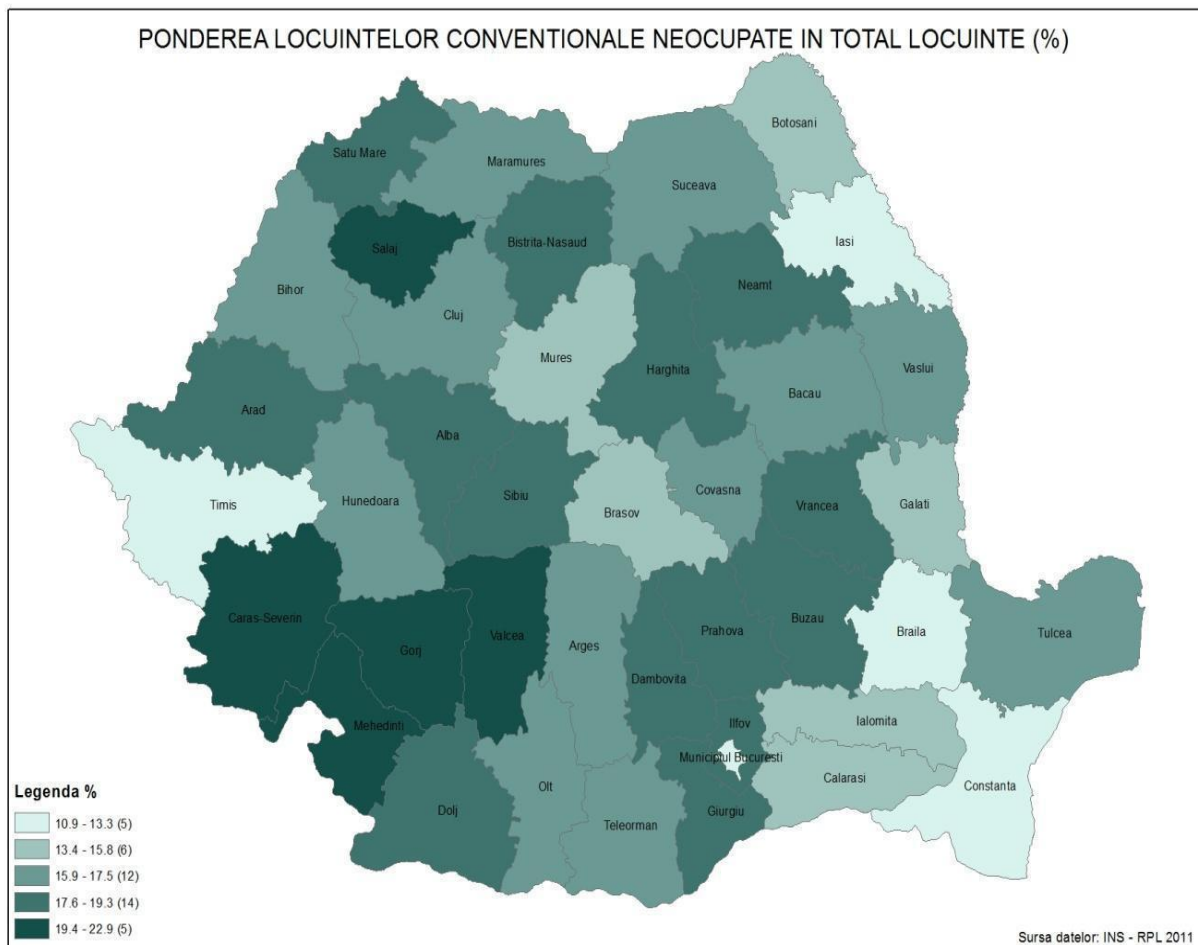 PONDEREA LOCUINTELOR CONVENTIONALE NEOCUPATE IN TOTAL LOCUINTE (%)
Botosani
Satu Mare
Maramures
Suceava
Iasi
Salaj
Bistrita-Nasaud
Neamt
Bihor
Cluj
Mures
Harghita
Vaslui
Bacau
Arad
Alba
Covasna
Timis
Hunedoara
Sibiu
Brasov
Vrancea
Galati
Caras-Severin
Gorj
Valcea
Arges
Prahova
Buzau
Braila
Tulcea
Dambovita
Mehedinti
Ilfov
Ialomita
Municipiul Bucuresti
Calarasi
Constanta
Dolj
Olt
Teleorman
Giurgiu
Legenda %
10.9 - 13.3 (5)
13.4 - 15.8 (6)
15.9 - 17.5 (12)
17.6 - 19.3 (14)
19.4 - 22.9 (5)
Sursa datelor: INS - RPL 2011